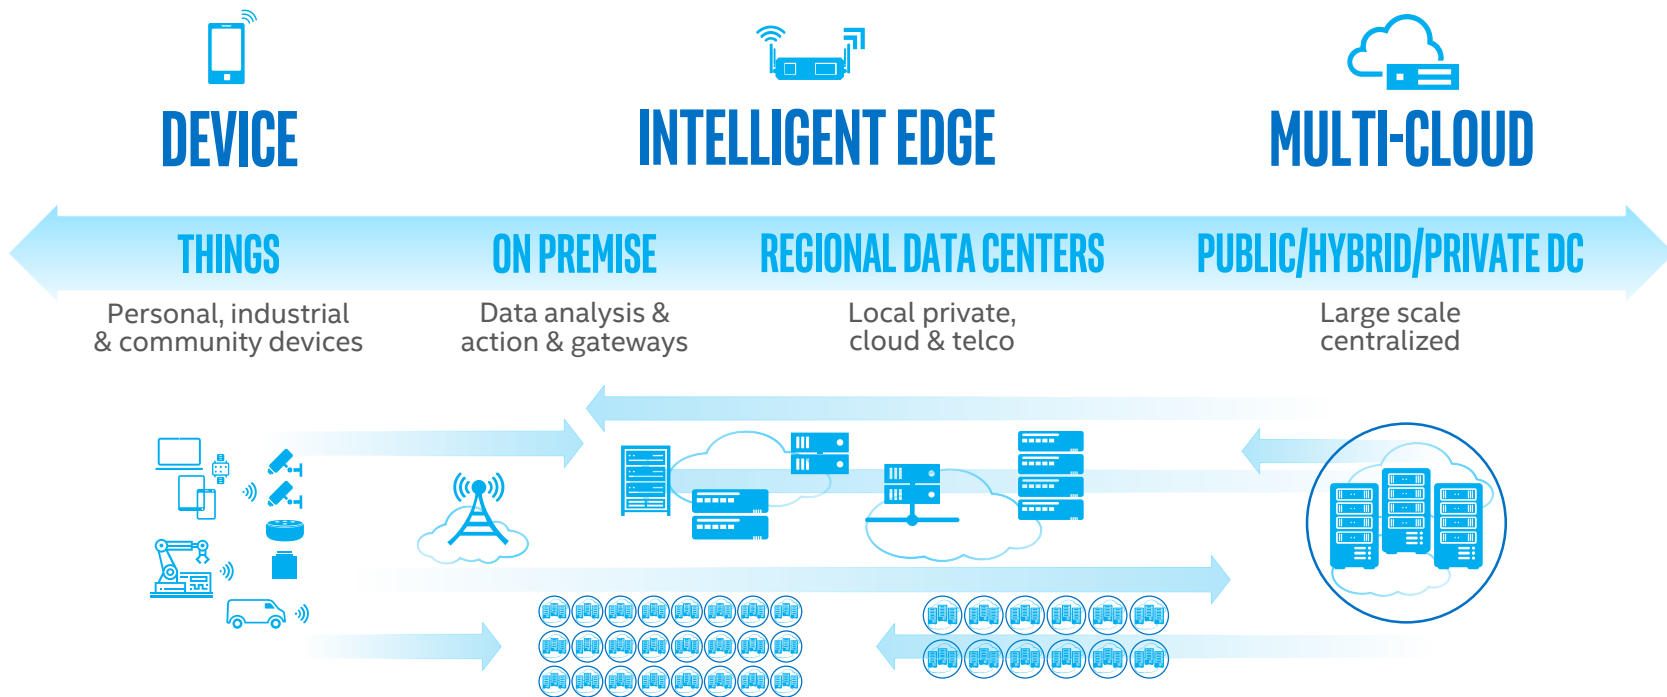 DEVICE
INTELLIGENT EDGE
MULTI-CLOUD
THINGS
ON PREMISE
REGIONAL DATA CENTERS
PUBLIC/HYBRID/PRIVATE DC
Personal, industrial
& community devices
Data analysis &
action & gateways
Local private,
cloud & telco
Large scale
centralized